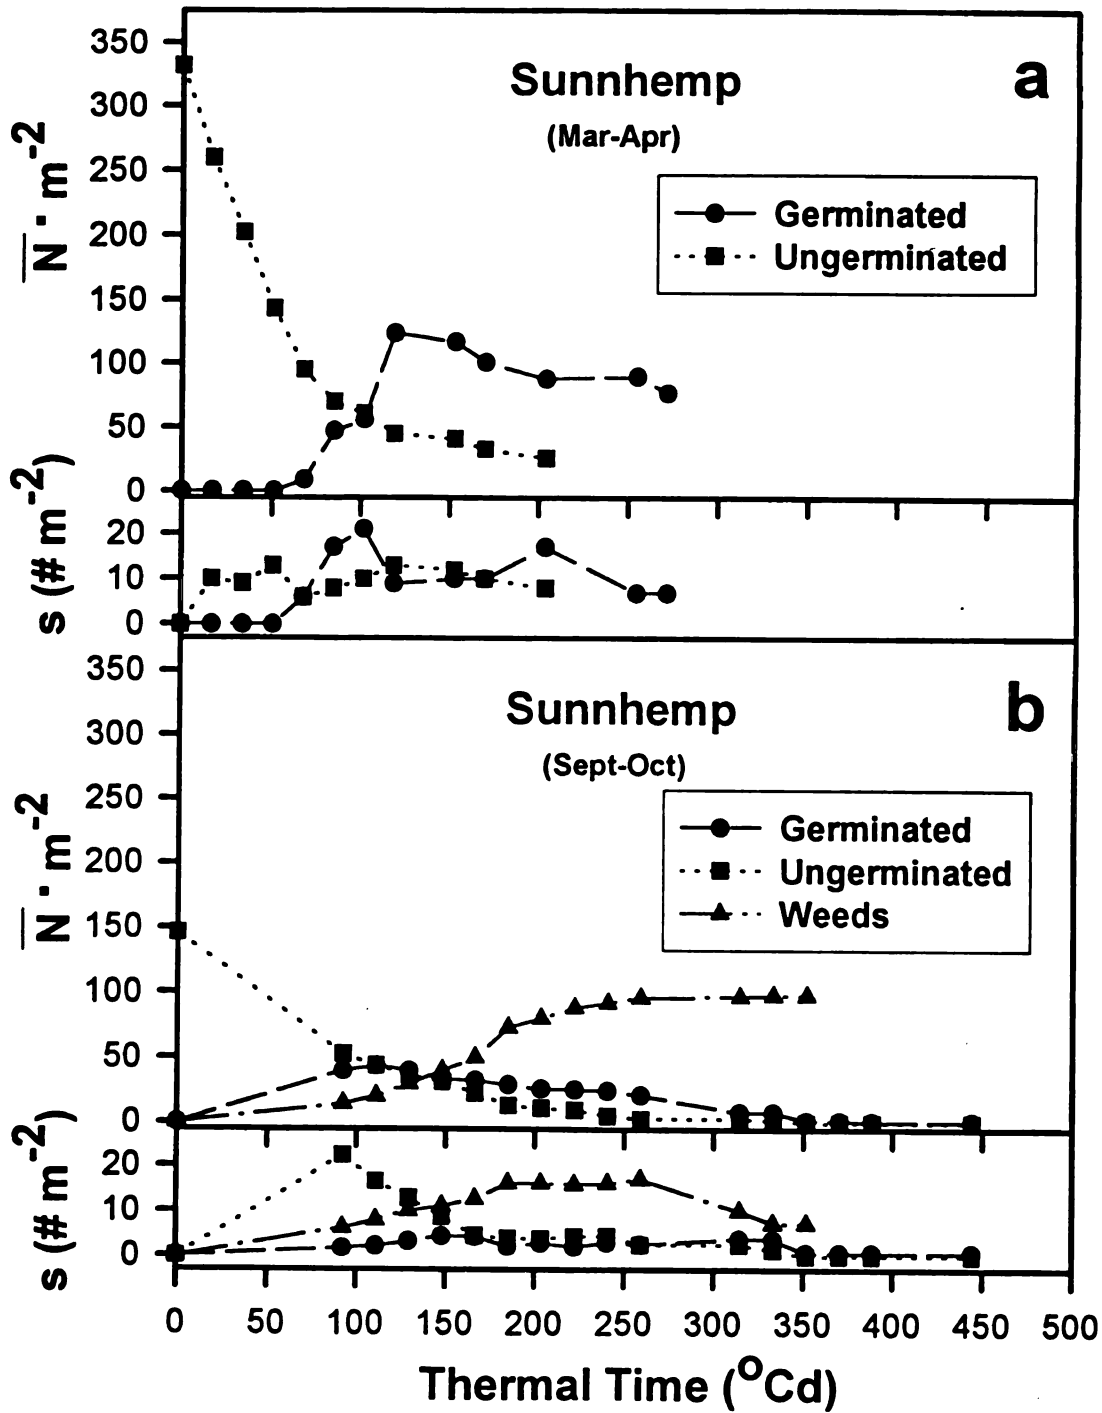 350
300
250
200
150
100
50
0
N̅ · m⁻²
Sunnhemp
a
(Mar-Apr)
Germinated
Ungerminated
20
10
0
s (# m⁻²)
350
300
250
200
150
100
50
0
N̅ · m⁻²
Sunnhemp
b
(Sept-Oct)
Germinated
Ungerminated
Weeds
20
10
0
s (# m⁻²)
0 50 100 150 200 250 300 350 400 450 500
Thermal Time (ºCd)